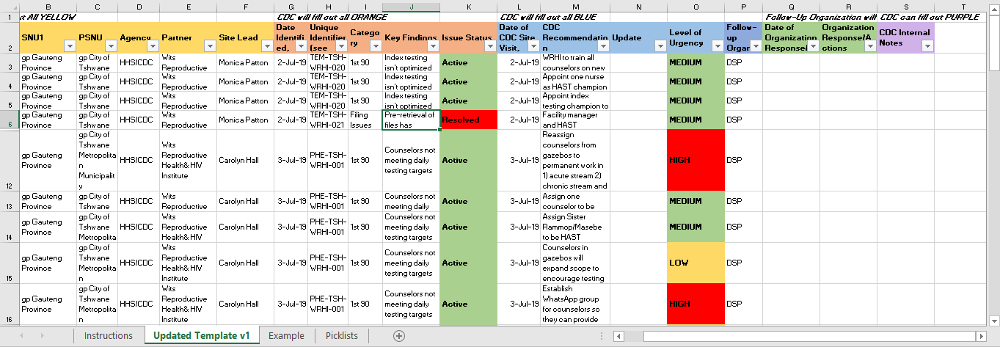 B C D E F G H I J K L M N O P Q R S T
1 it All YELLOW CDC will fill out all ORANGE CDC will fill out all BLUE Follow-Up Organization will CDC can fill out PURPLE
2 SNU1 PSNU Agency Partner Site Lead Date Identifi ed, Unique Identifier (see Catego ry Key Findings Issue Status Date of CDC Site Visit, CDC Recommendatio n Update Level of Urgency Follow- up Organ Date of Organization Response/ Organization Response/A ctions CDC Internal Notes
3 gp Gauteng Province gp City of Tshwane HHS/CDC Wits Reproductive Monica Patton 2-Jul-19 TEM-TSH- WRHI-020 1st 90 Index testing isn't optimized Active 2-Jul-19 WRHI to train all counselors on new MEDIUM DSP
4 gp Gauteng Province gp City of Tshwane HHS/CDC Wits Reproductive Monica Patton 2-Jul-19 TEM-TSH- WRHI-020 1st 90 Index testing isn't optimized Active 2-Jul-19 Appoint one nurse as HAST champion MEDIUM DSP
5 gp Gauteng Province gp City of Tshwane HHS/CDC Wits Reproductive Monica Patton 2-Jul-19 TEM-TSH- WRHI-020 1st 90 Index testing isn't optimized Active 2-Jul-19 Appoint index testing champion to MEDIUM DSP
6 gp Gauteng Province gp City of Tshwane HHS/CDC Wits Reproductive Monica Patton 2-Jul-19 TEM-TSH- WRHI-021 Filing Issues Pre-retrieval of files has Resolved 2-Jul-19 Facility manager and HAST MEDIUM DSP
12 gp Gauteng Province gp City of Tshwane Metropolita n Municipalit y HHS/CDC Wits Reproductive Health& HIV Institute Carolyn Hall 3-Jul-19 PHE-TSH- WRHI-001 1st 90 Counselors not meeting daily testing targets Active 3-Jul-19 Reassign counselors from gazebos to permanent work in 1) acute stream 2) chronic stream and HIGH DSP
13 gp Gauteng Province gp City of Tshwane HHS/CDC Wits Reproductive Carolyn Hall 3-Jul-19 PHE-TSH- WRHI-001 1st 90 Counselors not meeting daily Active 3-Jul-19 Assign one counselor to be MEDIUM DSP
14 gp Gauteng Province gp City of Tshwane Metropolita HHS/CDC Wits Reproductive Health& HIV Carolyn Hall 3-Jul-19 PHE-TSH- WRHI-001 1st 90 Counselors not meeting daily testing targets Active 3-Jul-19 Assign Sister Rammop/Masebe to be HAST MEDIUM DSP
15 gp Gauteng Province gp City of Tshwane Metropolita n HHS/CDC Wits Reproductive Health& HIV Institute Carolyn Hall 3-Jul-19 PHE-TSH- WRHI-001 1st 90 Counselors not meeting daily testing targets Active 3-Jul-19 Counselors in gazebos will expand scope to encourage testing LOW DSP
16 gp Gauteng Province gp City of Tshwane Metropolita n HHS/CDC Wits Reproductive Health& HIV Institute Carolyn Hall 3-Jul-19 PHE-TSH- WRHI-001 1st 90 Counselors not meeting daily testing targets Active 3-Jul-19 Establish WhatsApp group for counselors so they can provide HIGH DSP
Instructions Updated Template v1 Example Picklists